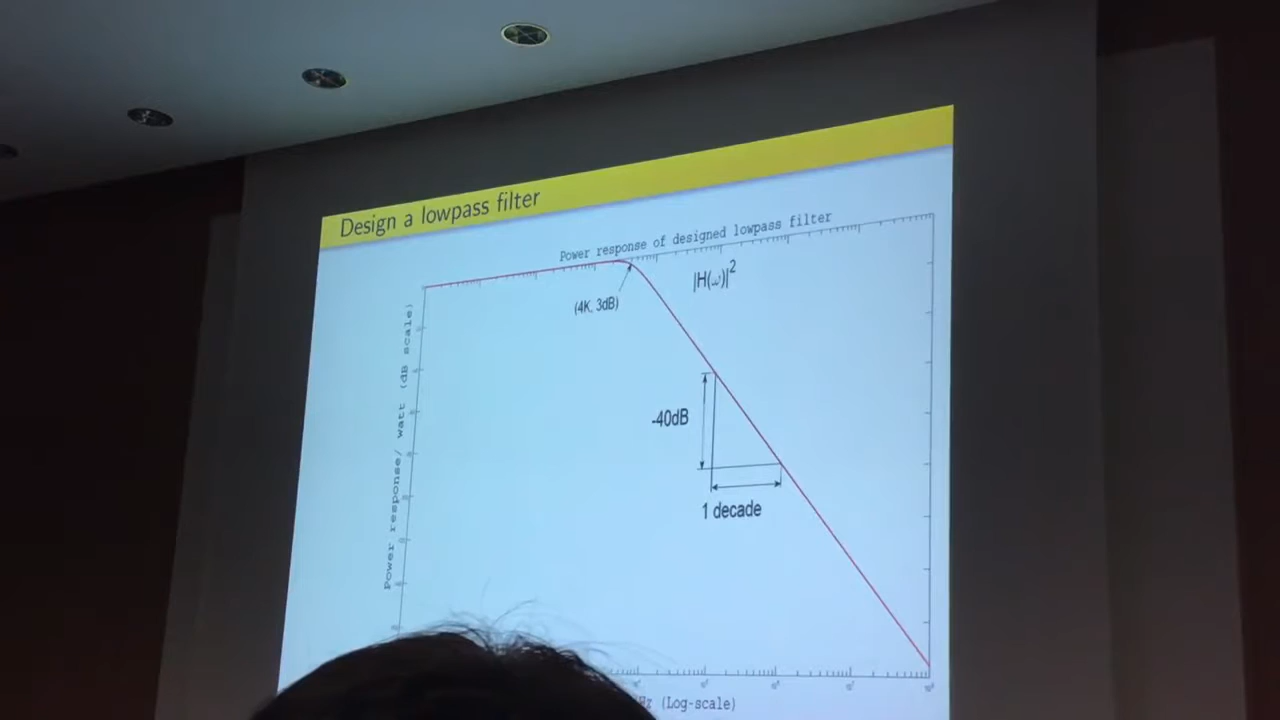 Design a lowpass filter
Power response of designed lowpass filter
|H(ω)|²
(4K, 3dB)
Power response/ watt (dB scale)
-40dB
1 decade
(Log-scale)